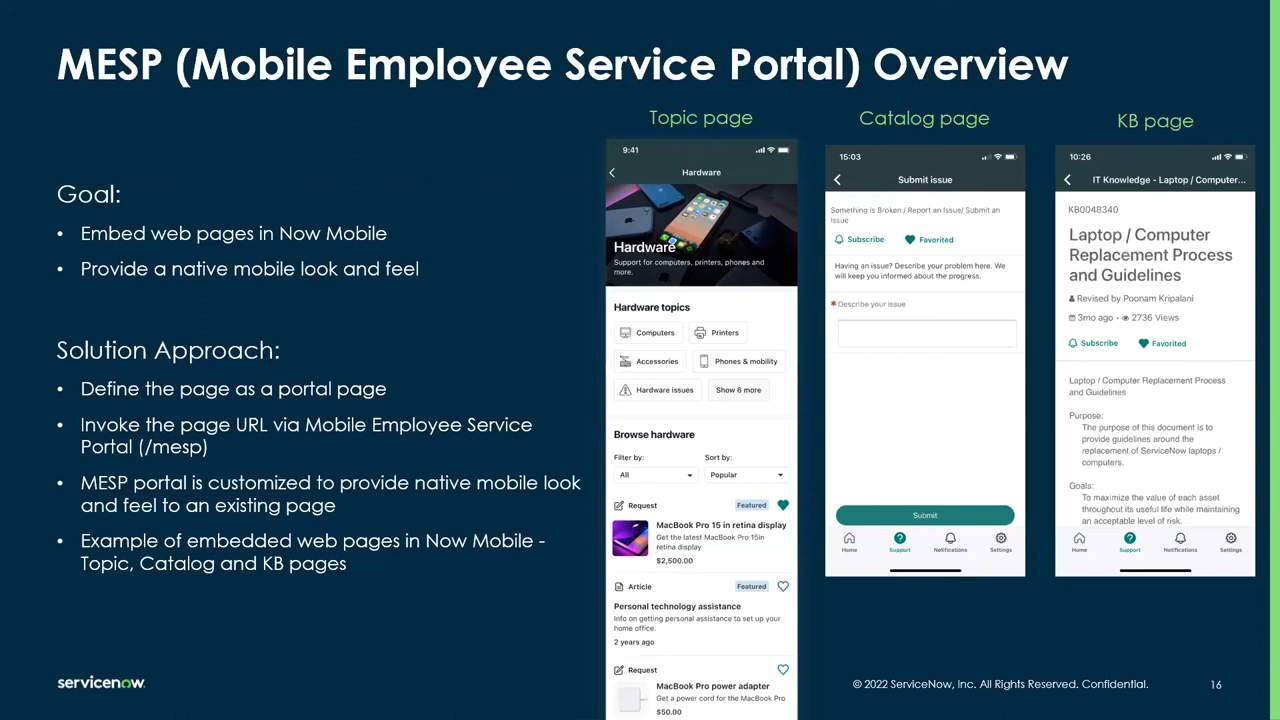 MESP (Mobile Employee Service Portal) Overview
Goal:
• Embed web pages in Now Mobile
• Provide a native mobile look and feel
Solution Approach:
• Define the page as a portal page
• Invoke the page URL via Mobile Employee Service
Portal (/mesp)
• MESP portal is customized to provide native mobile look
and feel to an existing page
• Example of embedded web pages in Now Mobile -
Topic, Catalog and KB pages
Topic page
9:41
Hardware
Hardware
Support for computers, printers, phones and
more.
Hardware topics
Computers
Printers
Accessories
Phones & mobility
Hardware issues
Show 6 more
Browse hardware
Filter by:
Sort by:
All
Popular
Request
Featured
MacBook Pro 15 in retina display
Get the latest MacBook Pro 15in
retina display
$2,500.00
Article
Featured
Personal technology assistance
Info on getting personal assistance to set up your
home office.
2 years ago
Request
MacBook Pro power adapter
Get a power cord for the MacBook Pro
$50.00
Catalog page
15:03
Submit issue
Something is Broken / Report an Issue/ Submit an
Issue
Subscribe
Favorited
Having an issue? Describe your problem here. We
will keep you informed about the progress.
* Describe your issue
Submit
Home
Support
Notifications
Settings
KB page
10:26
IT Knowledge - Laptop / Computer...
KB0048340
Laptop / Computer
Replacement Process
and Guidelines
Revised by Poonam Kripalani
3mo ago • 2736 Views
Subscribe
Favorited
Laptop / Computer Replacement Process
and Guidelines
Purpose:
The purpose of this document is to
provide guidelines around the
replacement of ServiceNow laptops /
computers.
Goals:
To maximize the value of each asset
throughout its useful life while maintaining
an acceptable level of risk.
Home
Support
Notifications
Settings
servicenow
© 2022 ServiceNow, Inc. All Rights Reserved. Confidential.
16